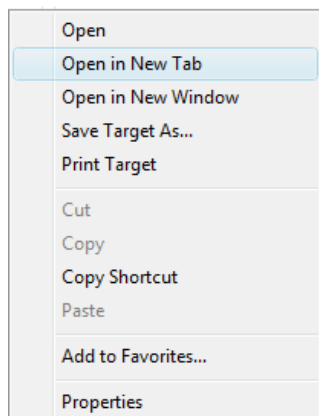 Open
Open in New Tab
Open in New Window
Save Target As...
Print Target
Cut
Copy
Copy Shortcut
Paste
Add to Favorites...
Properties